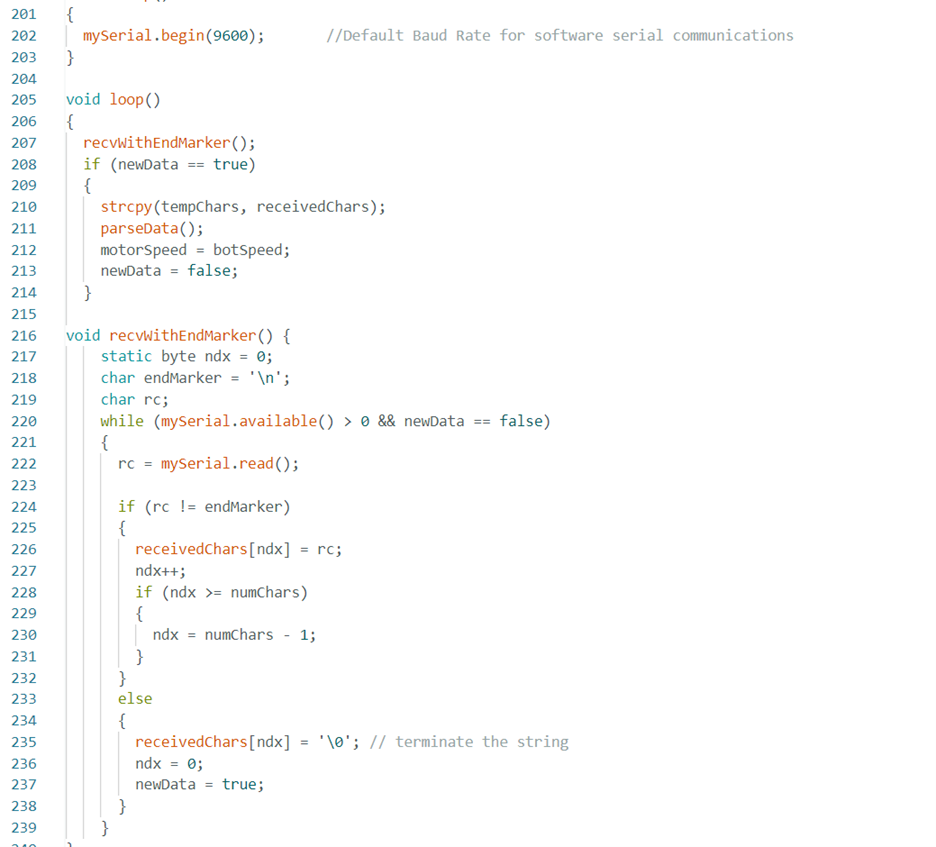 201 {
202 mySerial.begin(9600); //Default Baud Rate for software serial communications
203 }
204
205 void loop()
206 {
207 recvWithEndMarker();
208 if (newData == true)
209 {
210 strcpy(tempChars, receivedChars);
211 parseData();
212 motorSpeed = botSpeed;
213 newData = false;
214 }
215
216 void recvWithEndMarker() {
217 static byte ndx = 0;
218 char endMarker = '\n';
219 char rc;
220 while (mySerial.available() > 0 && newData == false)
221 {
222 rc = mySerial.read();
223
224 if (rc != endMarker)
225 {
226 receivedChars[ndx] = rc;
227 ndx++;
228 if (ndx >= numChars)
229 {
230 ndx = numChars - 1;
231 }
232 }
233 else
234 {
235 receivedChars[ndx] = '\0'; // terminate the string
236 ndx = 0;
237 newData = true;
238 }
239 }